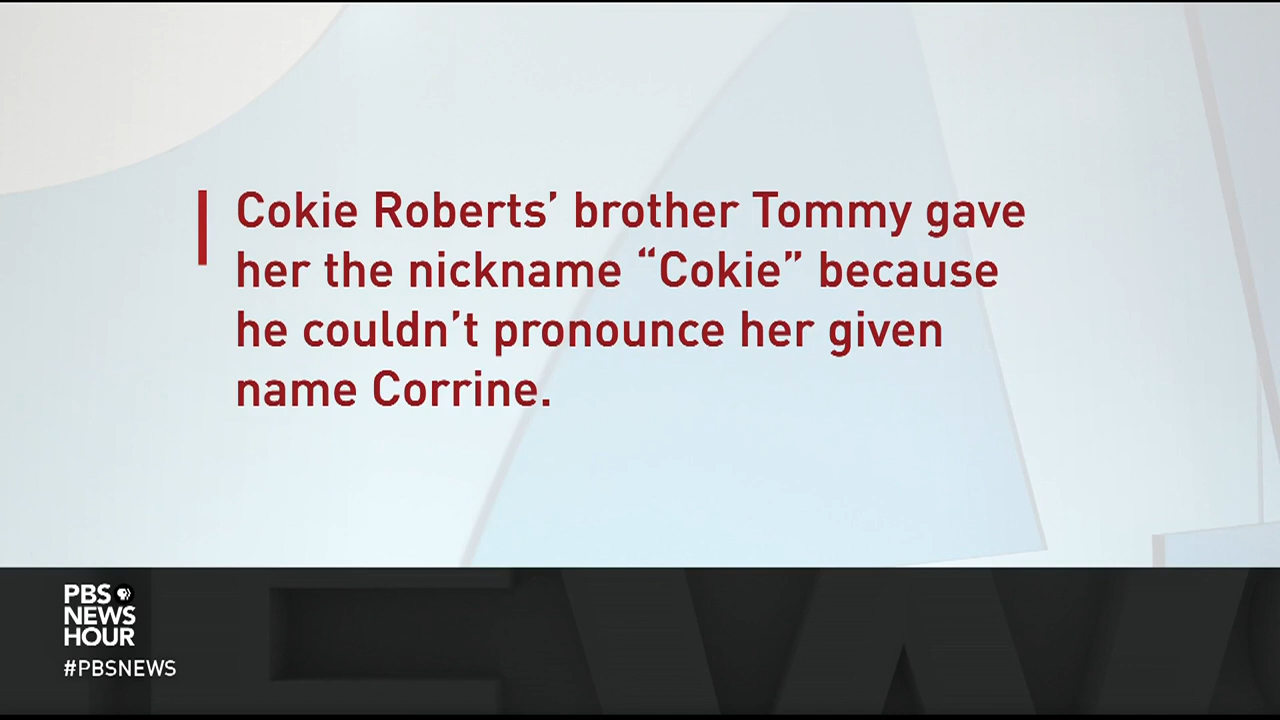 Cokie Roberts’ brother Tommy gave
her the nickname “Cokie” because
he couldn’t pronounce her given
name Corrine.
PBS
NEWS
HOUR
#PBSNEWS